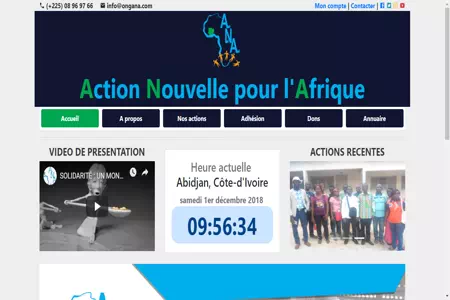 (+225) 08 96 97 66 info@ongana.com Mon compte | Contacter |
ANA
Action Nouvelle pour l'Afrique
Accueil A propos Nos actions Adhésion Dons Annuaire
VIDEO DE PRESENTATION
SOLIDARITÉ : UN MON...
Heure actuelle
Abidjan, Côte-d'Ivoire
samedi 1er décembre 2018
09:56:34
ACTIONS RECENTES